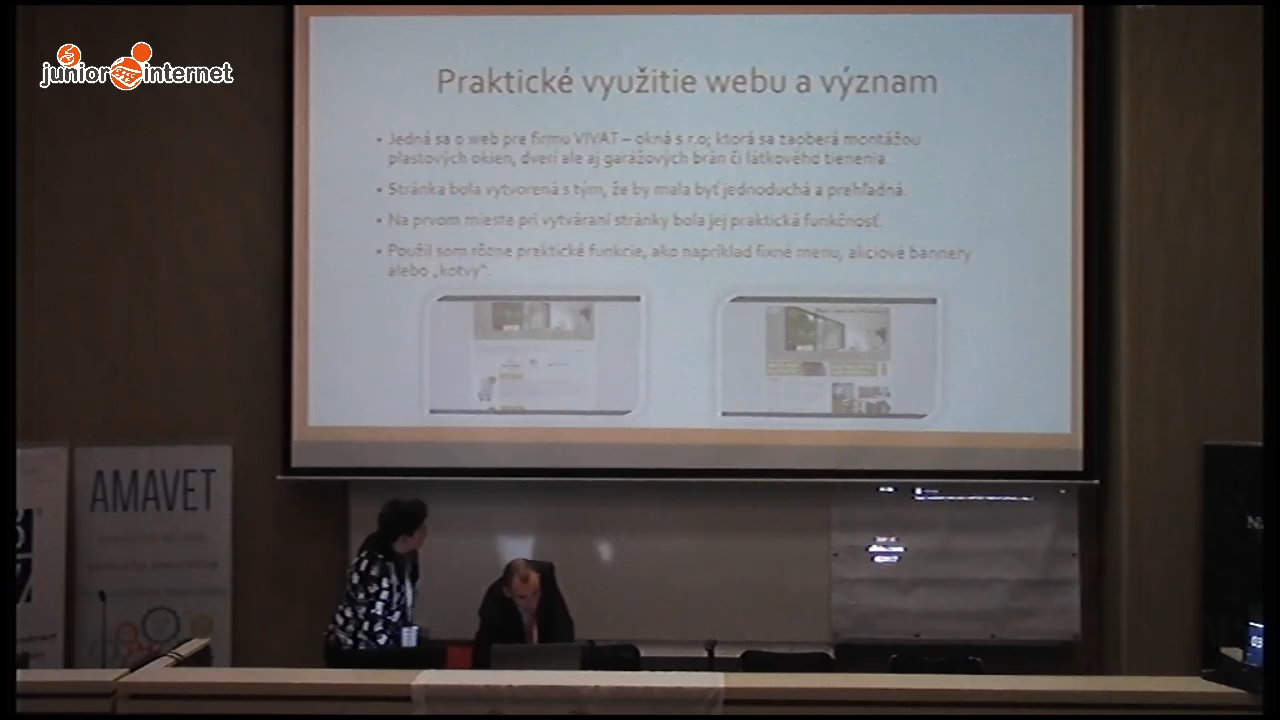 junior internet
Praktické využitie webu a význam
Jedná sa o web pre firmu VIVAT – okná s.r.o; ktorá sa zaoberá montážou
plastových okien, dverí ale aj garážových brán či látkového tienenia.
Stránka bola vytvorená s tým, že by mala byť jednoduchá a prehľadná.
Na prvom mieste pri vytváraní stránky bola jej praktická funkčnosť.
Použil som rôzne praktické funkcie, ako napríklad fixné menu, akciové bannery
alebo „kotvy“.
AMAVET